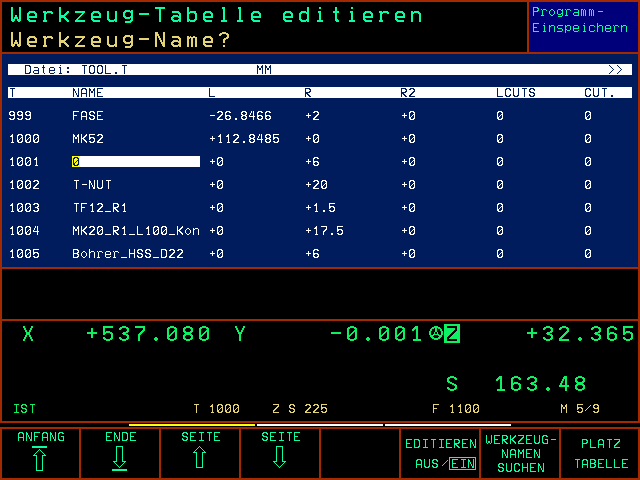 Werkzeug-Tabelle editieren
Programm-
Einspeichern
Werkzeug-Name?
Datei: TOOL.T MM >>
T NAME L R R2 LCUTS CUT.
999 FASE -26.8466 +2 +0 0 0
1000 MK52 +112.8485 +0 +0 0 0
1001 0 +0 +6 +0 0 0
1002 T-NUT +0 +20 +0 0 0
1003 TF12_R1 +0 +1.5 +0 0 0
1004 MK20_R1_L100_Kon +0 +17.5 +0 0 0
1005 Bohrer_HSS_D22 +0 +6 +0 0 0
X +537.080 Y -0.001 Z +32.365
S 163.48
IST T 1000 Z S 225 F 1100 M 5/9
ANFANG
ENDE
SEITE
SEITE
EDITIEREN
AUS/EIN
WERKZEUG-
NAMEN
SUCHEN
PLATZ
TABELLE